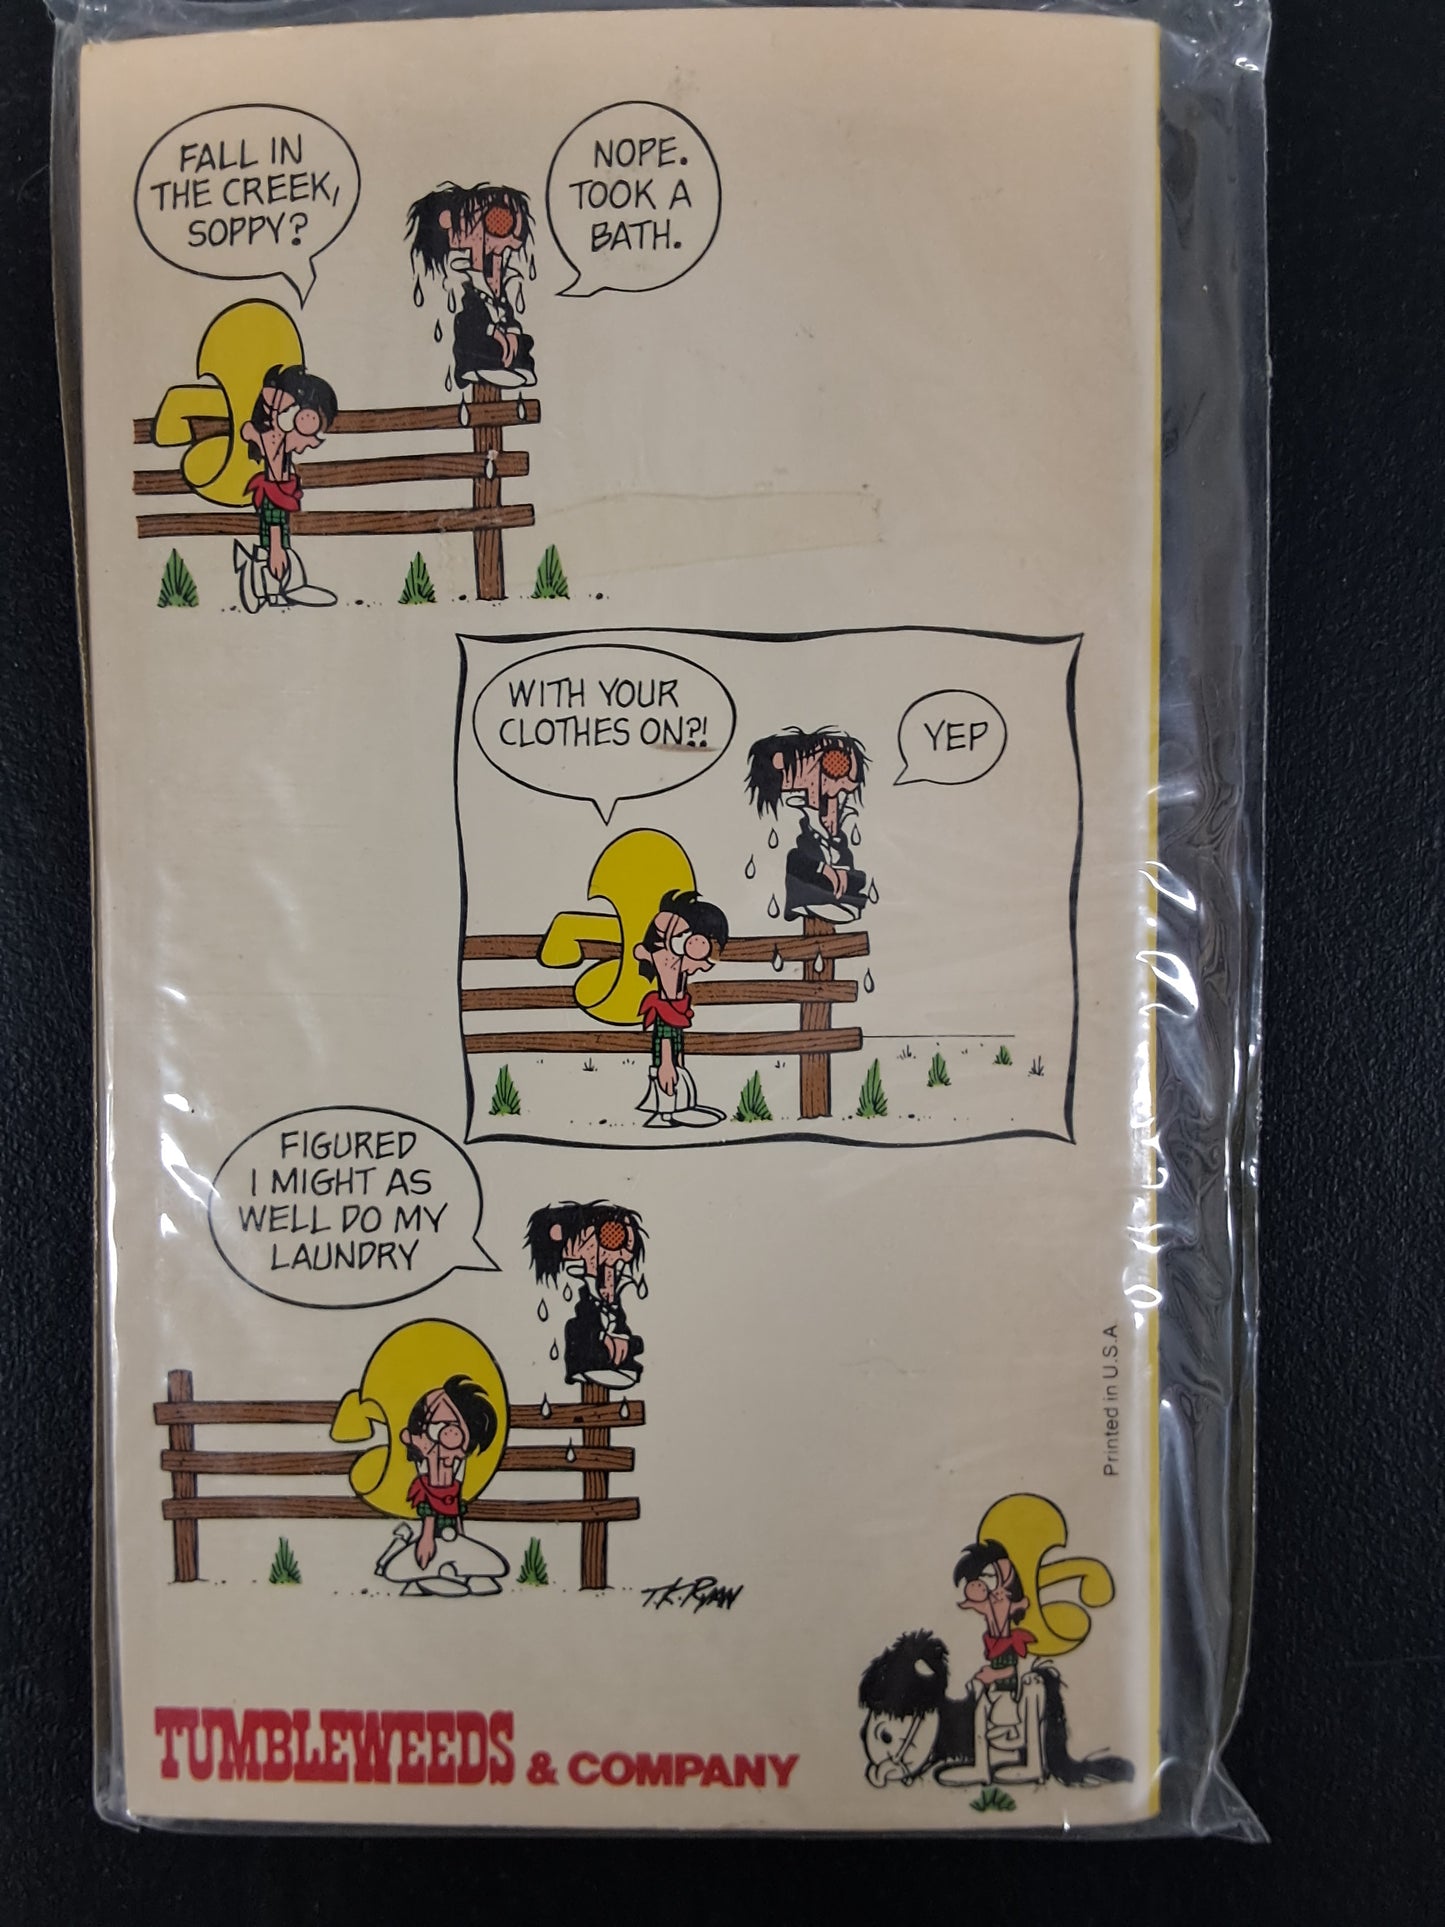 FALL IN
THE CREEK,
SOPPY?
NOPE.
TOOK A
BATH.
WITH YOUR
CLOTHES ON?!
YEP
FIGURED
I MIGHT AS
WELL DO MY
LAUNDRY
T.K. RYAN
Printed in U.S.A.
TUMBLEWEEDS & COMPANY